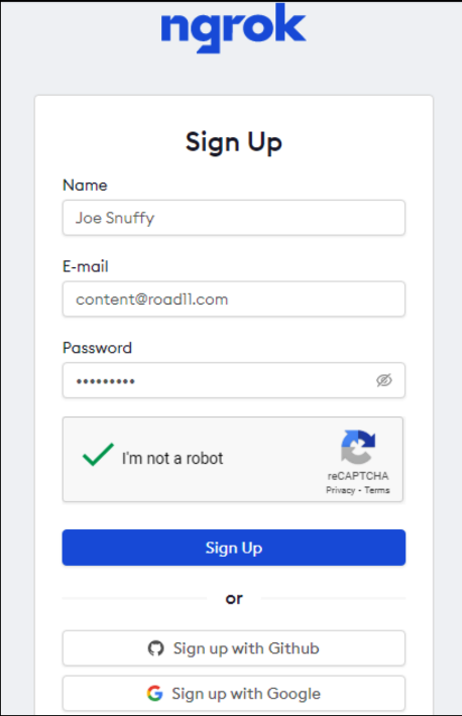 ngrok
Sign Up
Name
Joe Snuffy
E-mail
content@road11.com
Password
•••••••••
I'm not a robot
reCAPTCHA
Privacy - Terms
Sign Up
or
Sign up with Github
Sign up with Google